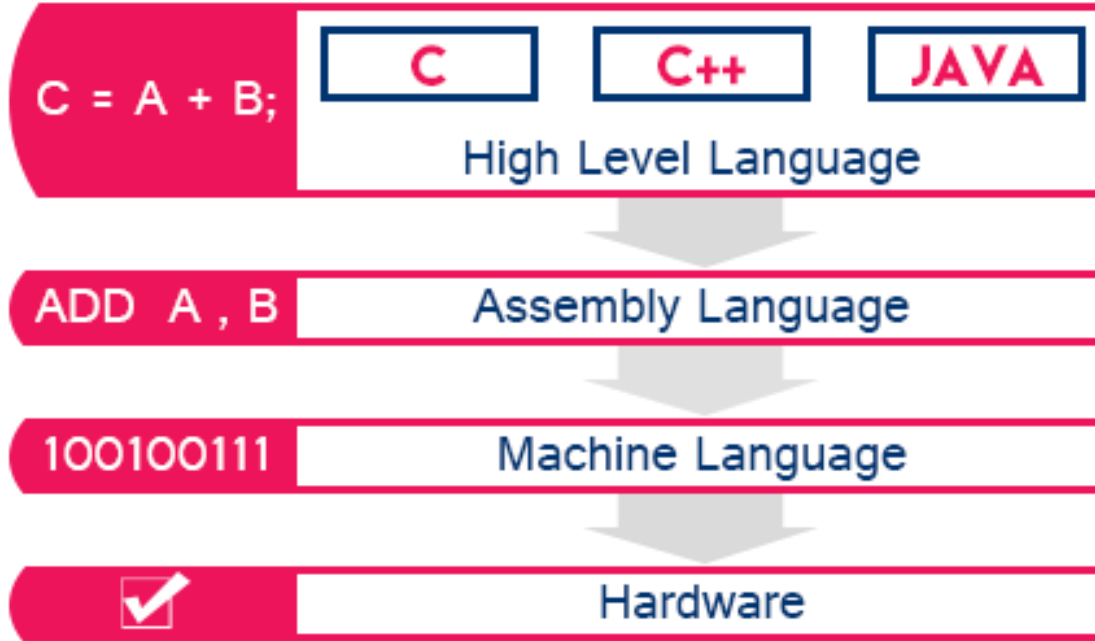 C = A + B;
C C++ JAVA
High Level Language
ADD A , B
Assembly Language
100100111
Machine Language
Hardware